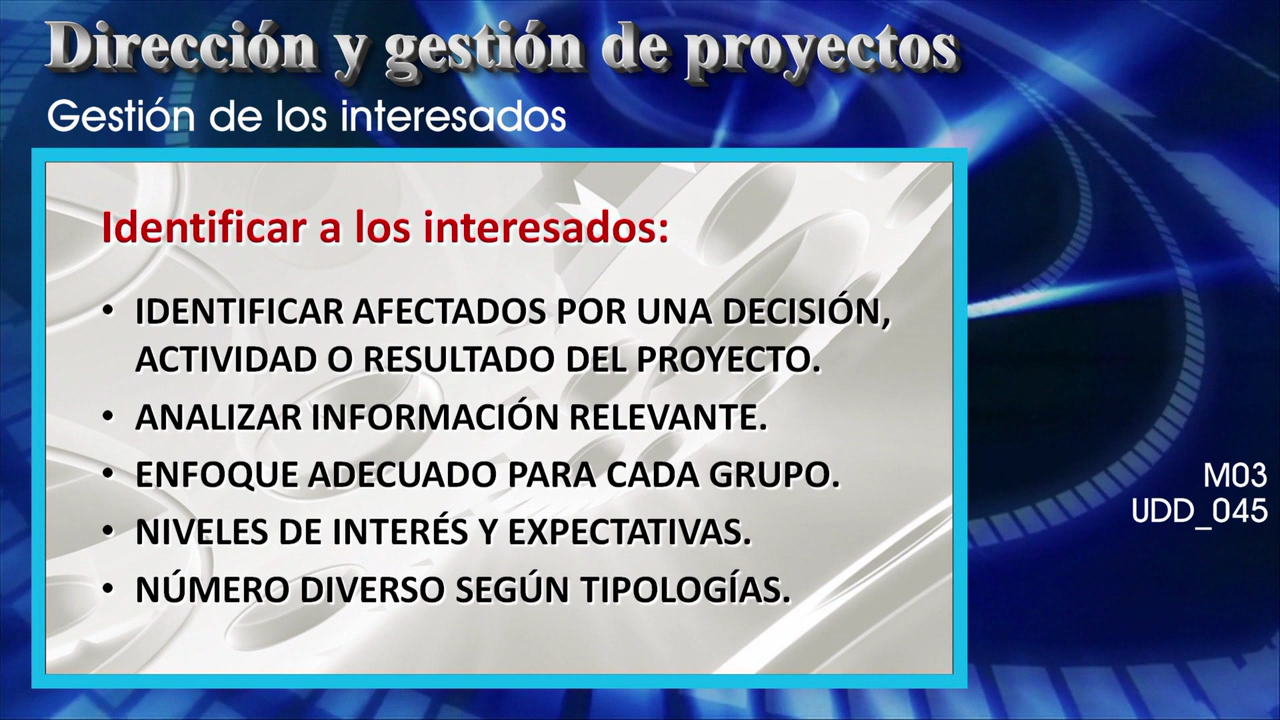 Dirección y gestión de proyectos
Gestión de los interesados
Identificar a los interesados:
• IDENTIFICAR AFECTADOS POR UNA DECISIÓN,
ACTIVIDAD O RESULTADO DEL PROYECTO.
• ANALIZAR INFORMACIÓN RELEVANTE.
• ENFOQUE ADECUADO PARA CADA GRUPO.
• NIVELES DE INTERÉS Y EXPECTATIVAS.
• NÚMERO DIVERSO SEGÚN TIPOLOGÍAS.
M03
UDD_045